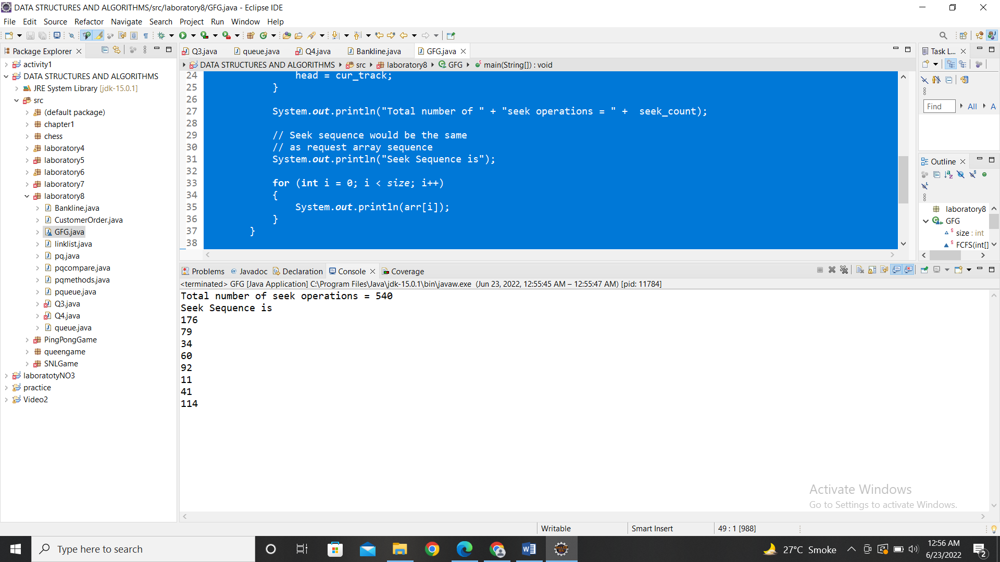 DATA STRUCTURES AND ALGORITHMS/src/laboratory8/GFG.java - Eclipse IDE
File Edit Source Refactor Navigate Search Project Run Window Help
Package Explorer
activity1
DATA STRUCTURES AND ALGORITHMS
JRE System Library [jdk-15.0.1]
src
(default package)
chapter1
chess
laboratory4
laboratory5
laboratory6
laboratory7
laboratory8
Bankline.java
CustomerOrder.java
GFG.java
linklist.java
pq.java
pqcompare.java
pqmethods.java
pqueue.java
Q3.java
Q4.java
queue.java
PingPongGame
queengame
SNLGame
laboratotyNO3
practice
Video2
Q3.java queue.java Q4.java Bankline.java GFG.java
DATA STRUCTURES AND ALGORITHMS src laboratory8 GFG main(String[]) : void
24 head = cur_track;
25 }
26
27 System.out.println("Total number of " + "seek operations = " + seek_count);
28
29 // Seek sequence would be the same
30 // as request array sequence
31 System.out.println("Seek Sequence is");
32
33 for (int i = 0; i < size; i++)
34 {
35 System.out.println(arr[i]);
36 }
37 }
38
Task L...
Find All A
Outline
laboratory8
GFG
size : int
FCFS(int[]
Problems Javadoc Declaration Console Coverage
<terminated> GFG [Java Application] C:\Program Files\Java\jdk-15.0.1\bin\javaw.exe (Jun 23, 2022, 12:55:45 AM – 12:55:47 AM) [pid: 11784]
Total number of seek operations = 540
Seek Sequence is
176
79
34
60
92
11
41
114
Activate Windows
Go to Settings to activate Windows.
Writable Smart Insert 49 : 1 [988]
Type here to search
27°C Smoke
12:56 AM
6/23/2022
2